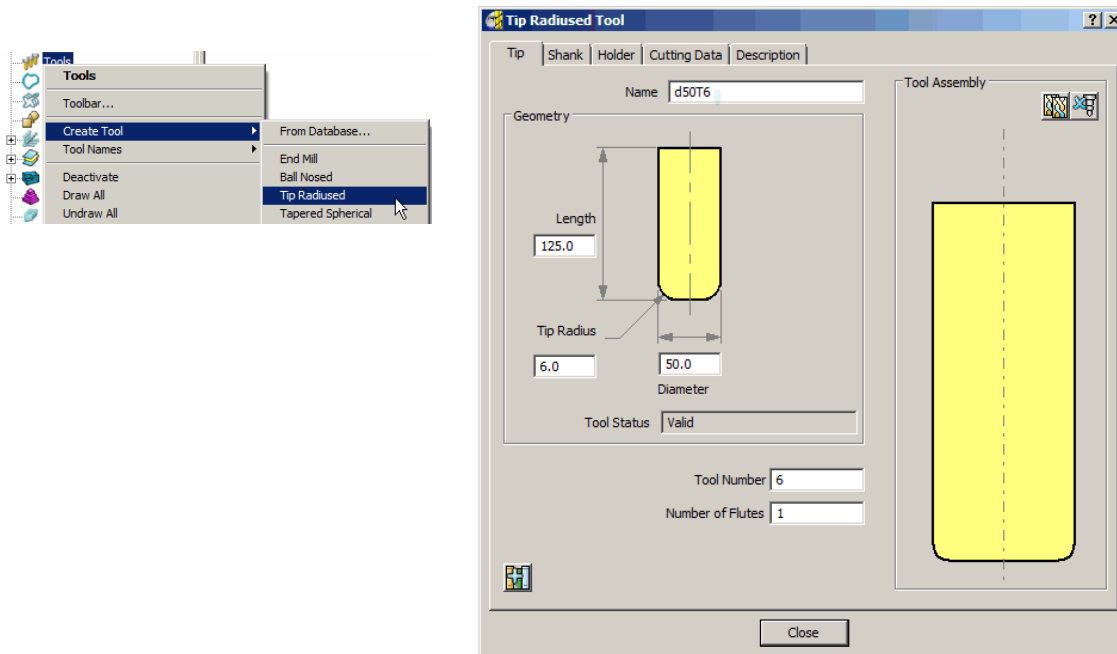 Tools
Tools
Toolbar...
Create Tool
Tool Names
Deactivate
Draw All
Undraw All
From Database...
End Mill
Ball Nosed
Tip Radiused
Tapered Spherical
Tip Radiused Tool
Tip Shank Holder Cutting Data Description
Name d50T6
Geometry
Length
125.0
Tip Radius
6.0
50.0
Diameter
Tool Status Valid
Tool Number 6
Number of Flutes 1
Tool Assembly
Close